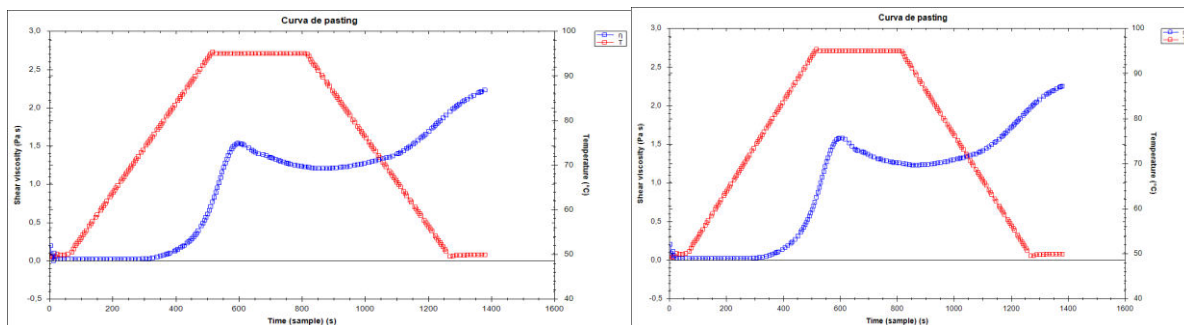 Curva de pasting
3,0
2,5
2,0
1,5
1,0
0,5
0,0
-0,5
Shear viscosity (Pa s)
0 200 400 600 800 1000 1200 1400 1600
Time (sample) (s)
100
90
80
70
60
50
40
Temperature (°C)
η
T
Curva de pasting
3,0
2,5
2,0
1,5
1,0
0,5
0,0
-0,5
Shear viscosity (Pa s)
0 200 400 600 800 1000 1200 1400 1600
Time (sample) (s)
100
90
80
70
60
50
40
Temperature (°C)